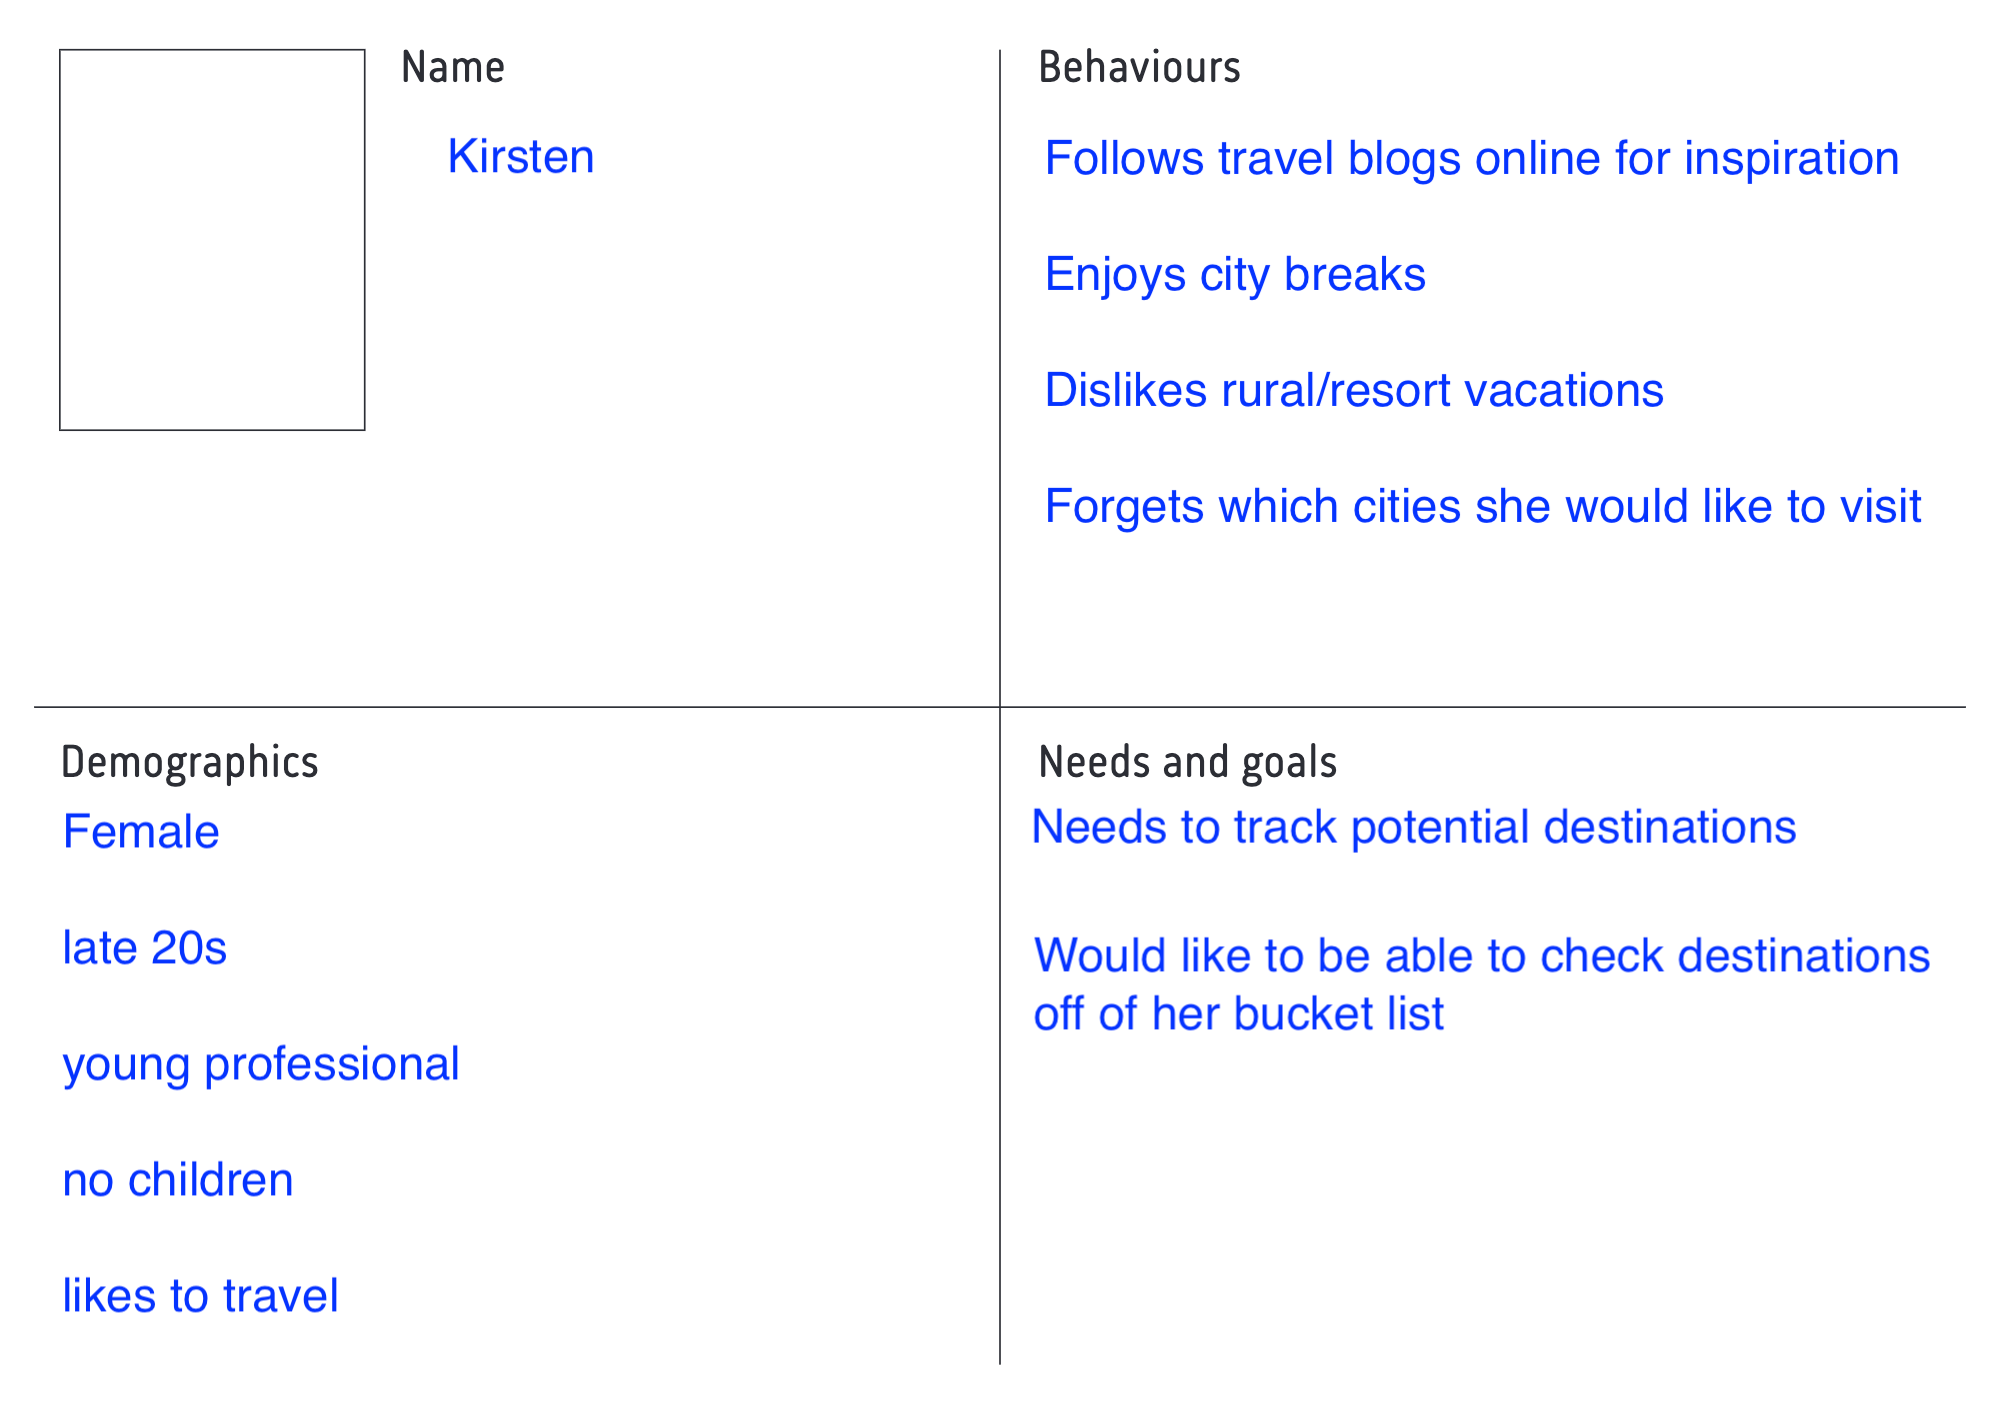 Name
Kirsten
Behaviours
Follows travel blogs online for inspiration
Enjoys city breaks
Dislikes rural/resort vacations
Forgets which cities she would like to visit
Demographics
Female
late 20s
young professional
no children
likes to travel
Needs and goals
Needs to track potential destinations
Would like to be able to check destinations
off of her bucket list